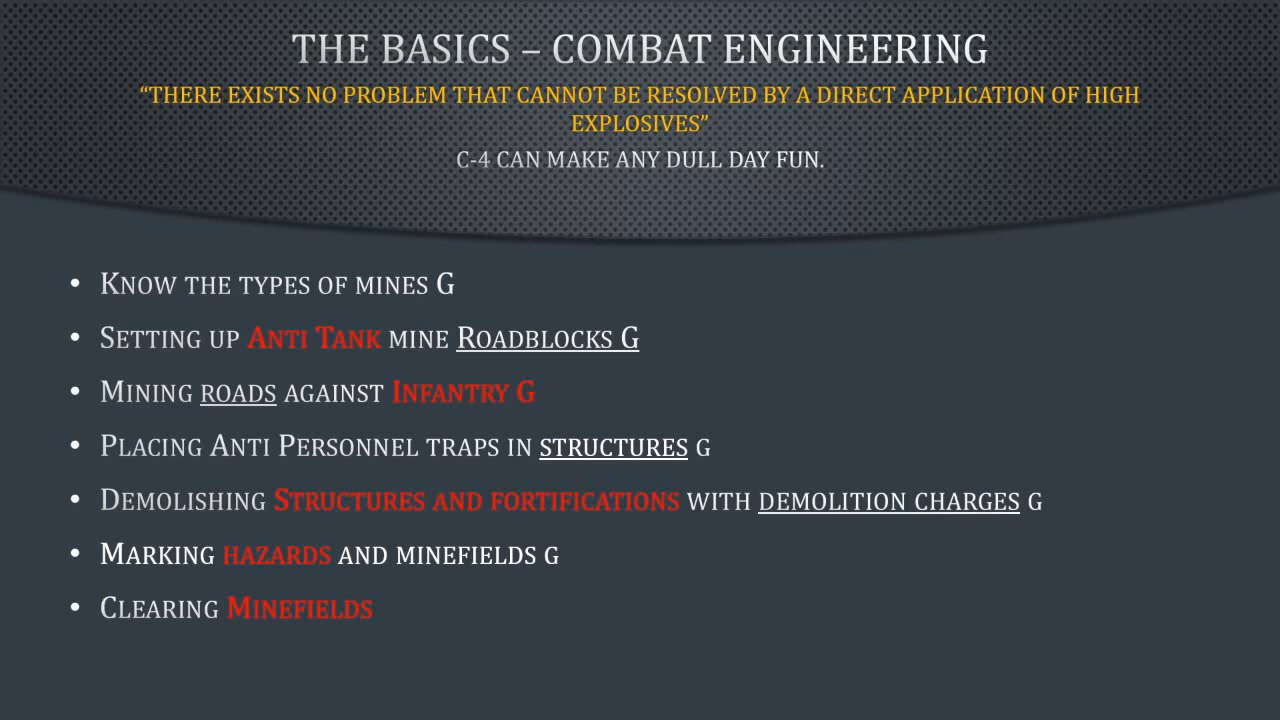 THE BASICS – COMBAT ENGINEERING
“THERE EXISTS NO PROBLEM THAT CANNOT BE RESOLVED BY A DIRECT APPLICATION OF HIGH
EXPLOSIVES”
C-4 CAN MAKE ANY DULL DAY FUN.
• KNOW THE TYPES OF MINES G
• SETTING UP ANTI TANK MINE ROADBLOCKS G
• MINING ROADS AGAINST INFANTRY G
• PLACING ANTI PERSONNEL TRAPS IN STRUCTURES G
• DEMOLISHING STRUCTURES AND FORTIFICATIONS WITH DEMOLITION CHARGES G
• MARKING HAZARDS AND MINEFIELDS G
• CLEARING MINEFIELDS